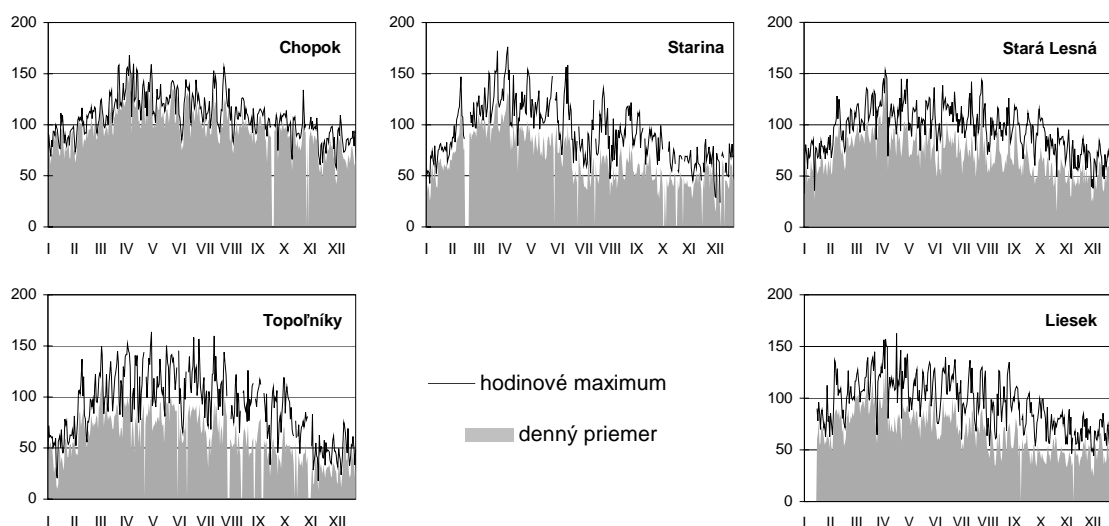 200
150
100
50
0
Chopok
I II III IV V VI VII VIII IX X XI XII
200
150
100
50
0
Starina
I II III IV V VI VII VIII IX X XI XII
200
150
100
50
0
Stará Lesná
I II III IV V VI VII VIII IX X XI XII
200
150
100
50
0
Topoľníky
I II III IV V VI VII VIII IX X XI XII
hodinové maximum
denný priemer
200
150
100
50
0
Liesek
I II III IV V VI VII VIII IX X XI XII